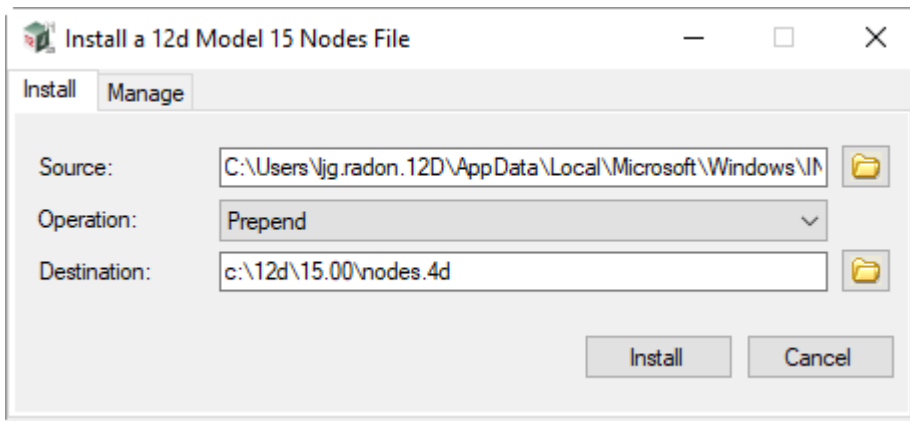 Install a 12d Model 15 Nodes File
Install Manage
Source: C:\Users\ljg.radon.12D\AppData\Local\Microsoft\Windows\IN
Operation: Prepend
Destination: c:\12d\15.00\nodes.4d
Install Cancel